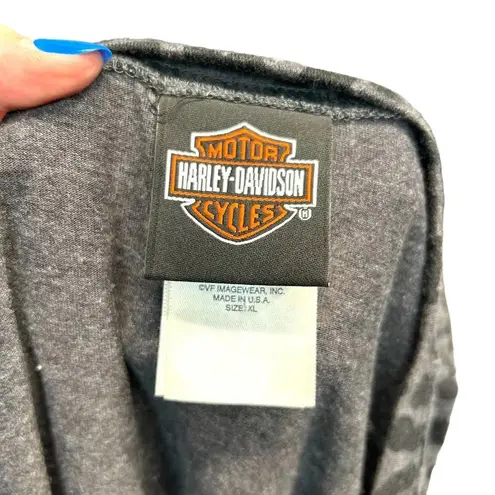 MOTOR
HARLEY-DAVIDSON
CYCLES ®
©VF IMAGEWEAR, INC.
MADE IN U.S.A.
SIZE: XL